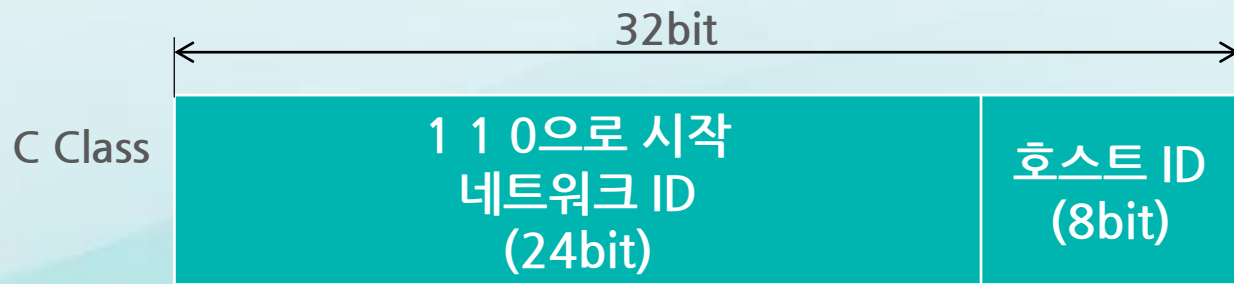 32bit
C Class
1 1 0으로 시작
네트워크 ID
(24bit)
호스트 ID
(8bit)